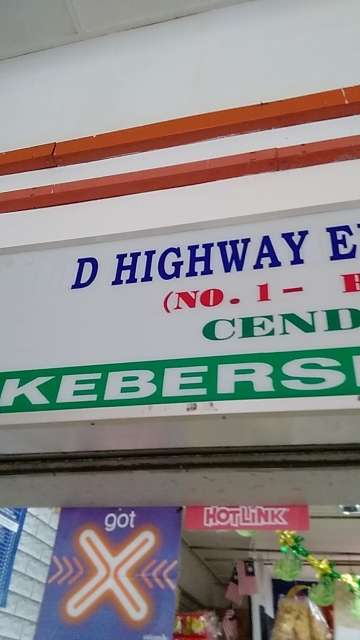 D HIGHWAY E
(NO. 1-
CEND
KEBERS
got
X
HOTLINK